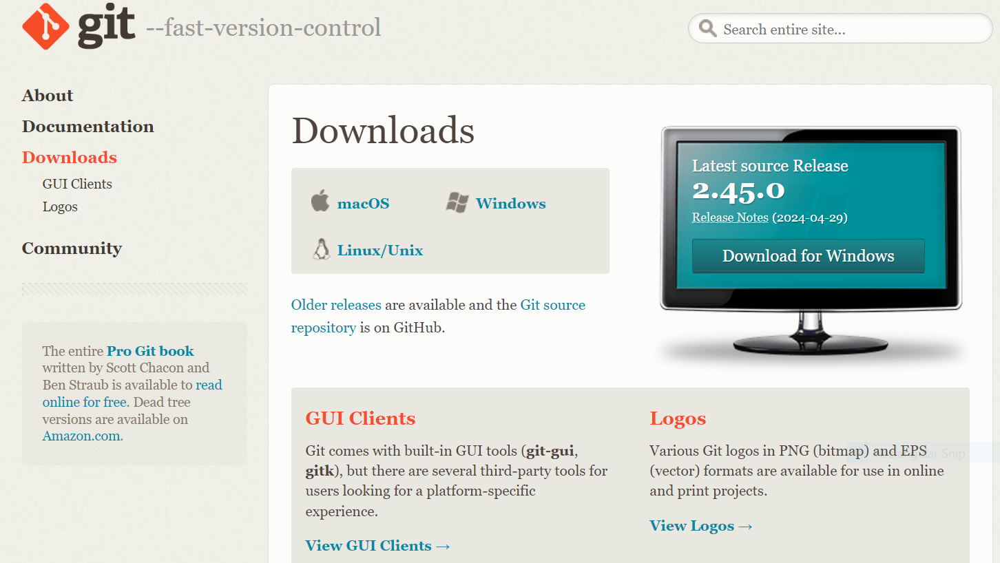 git --fast-version-control
Search entire site...
About
Documentation
Downloads
GUI Clients
Logos
Community
The entire Pro Git book
written by Scott Chacon and
Ben Straub is available to read
online for free. Dead tree
versions are available on
Amazon.com.
Downloads
macOS
Windows
Linux/Unix
Older releases are available and the Git source
repository is on GitHub.
Latest source Release
2.45.0
Release Notes (2024-04-29)
Download for Windows
GUI Clients
Git comes with built-in GUI tools (git-gui,
gitk), but there are several third-party tools for
users looking for a platform-specific
experience.
View GUI Clients →
Logos
Various Git logos in PNG (bitmap) and EPS
(vector) formats are available for use in online
and print projects.
View Logos →
Snip